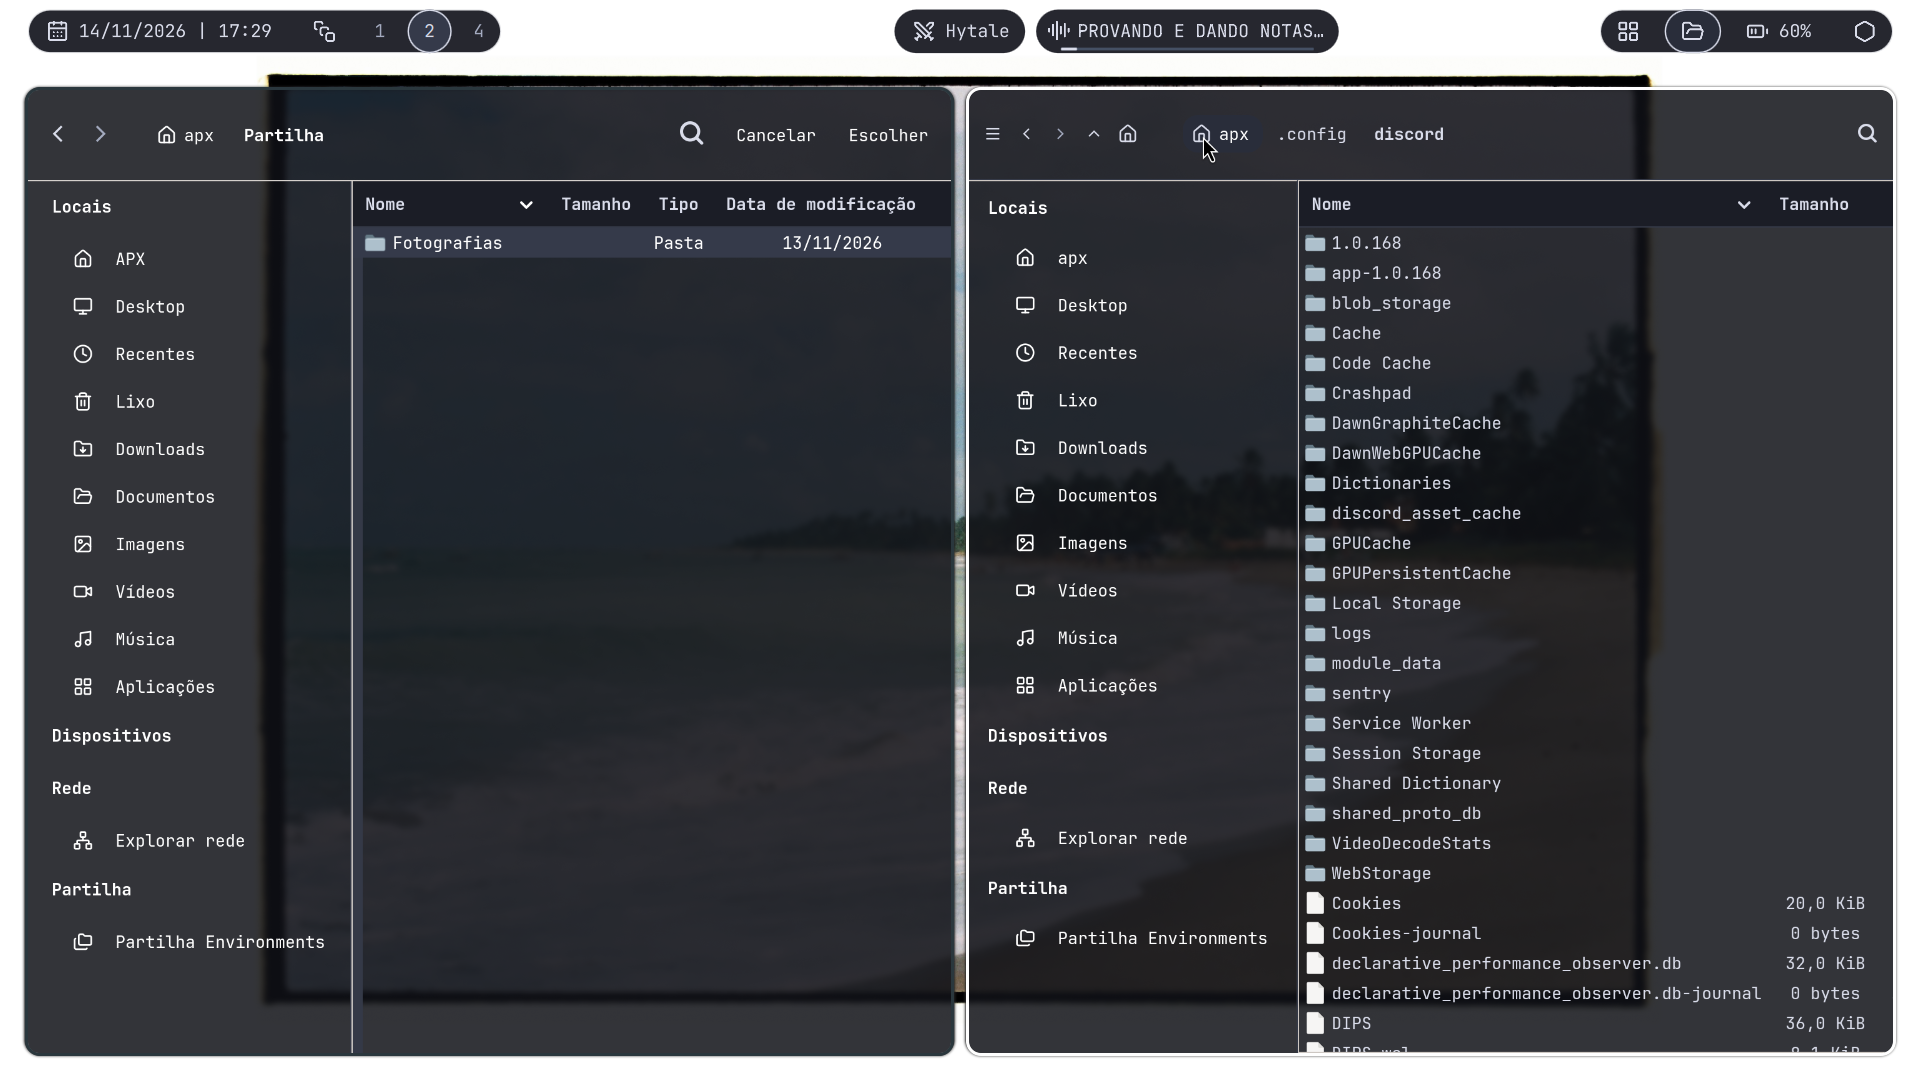 14/11/2026 | 17:29
1 2 4
Hytale
PROVANDO E DANDO NOTAS…
60%
apx Partilha
Cancelar Escolher
Locais
APX
Desktop
Recentes
Lixo
Downloads
Documentos
Imagens
Vídeos
Música
Aplicações
Dispositivos
Rede
Explorar rede
Partilha
Partilha Environments
Nome Tamanho Tipo Data de modificação
Fotografias Pasta 13/11/2026
apx .config discord
Locais
apx
Desktop
Recentes
Lixo
Downloads
Documentos
Imagens
Vídeos
Música
Aplicações
Dispositivos
Rede
Explorar rede
Partilha
Partilha Environments
Nome Tamanho
1.0.168
app-1.0.168
blob_storage
Cache
Code Cache
Crashpad
DawnGraphiteCache
DawnWebGPUCache
Dictionaries
discord_asset_cache
GPUCache
GPUPersistentCache
Local Storage
logs
module_data
sentry
Service Worker
Session Storage
Shared Dictionary
shared_proto_db
VideoDecodeStats
WebStorage
Cookies 20,0 KiB
Cookies-journal 0 bytes
declarative_performance_observer.db 32,0 KiB
declarative_performance_observer.db-journal 0 bytes
DIPS 36,0 KiB